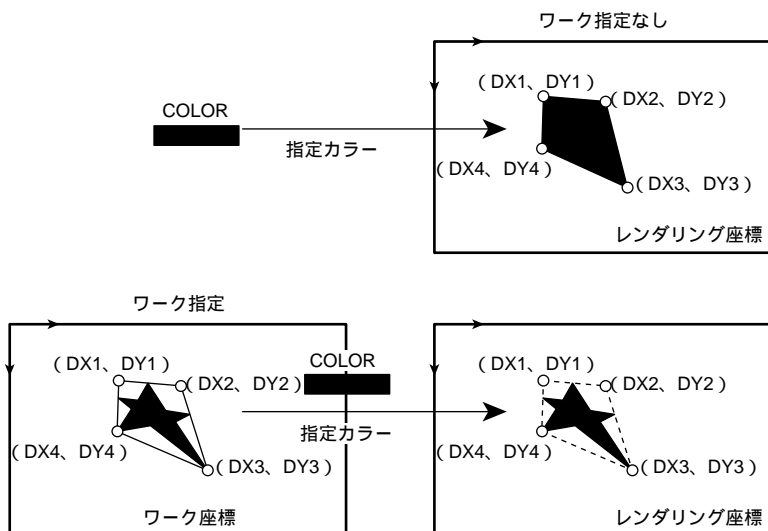 ワーク指定なし
（DX1、DY1）
（DX2、DY2）
COLOR
指定カラー
（DX4、DY4）
（DX3、DY3）
レンダリング座標
ワーク指定
（DX1、DY1）
（DX2、DY2）
COLOR
（DX1、DY1）
（DX2、DY2）
指定カラー
（DX4、DY4）
（DX3、DY3）
（DX4、DY4）
（DX3、DY3）
ワーク座標
レンダリング座標